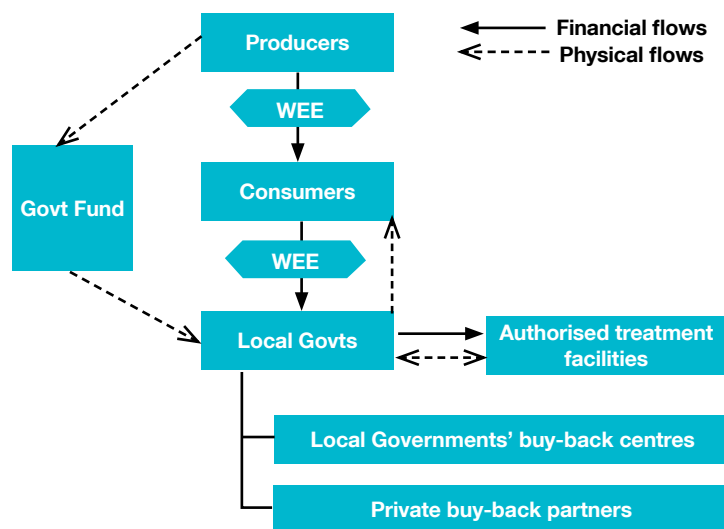 Producers
Financial flows
Physical flows
WEE
Govt Fund
Consumers
WEE
Local Govts
Authorised treatment
facilities
Local Governments’ buy-back centres
Private buy-back partners